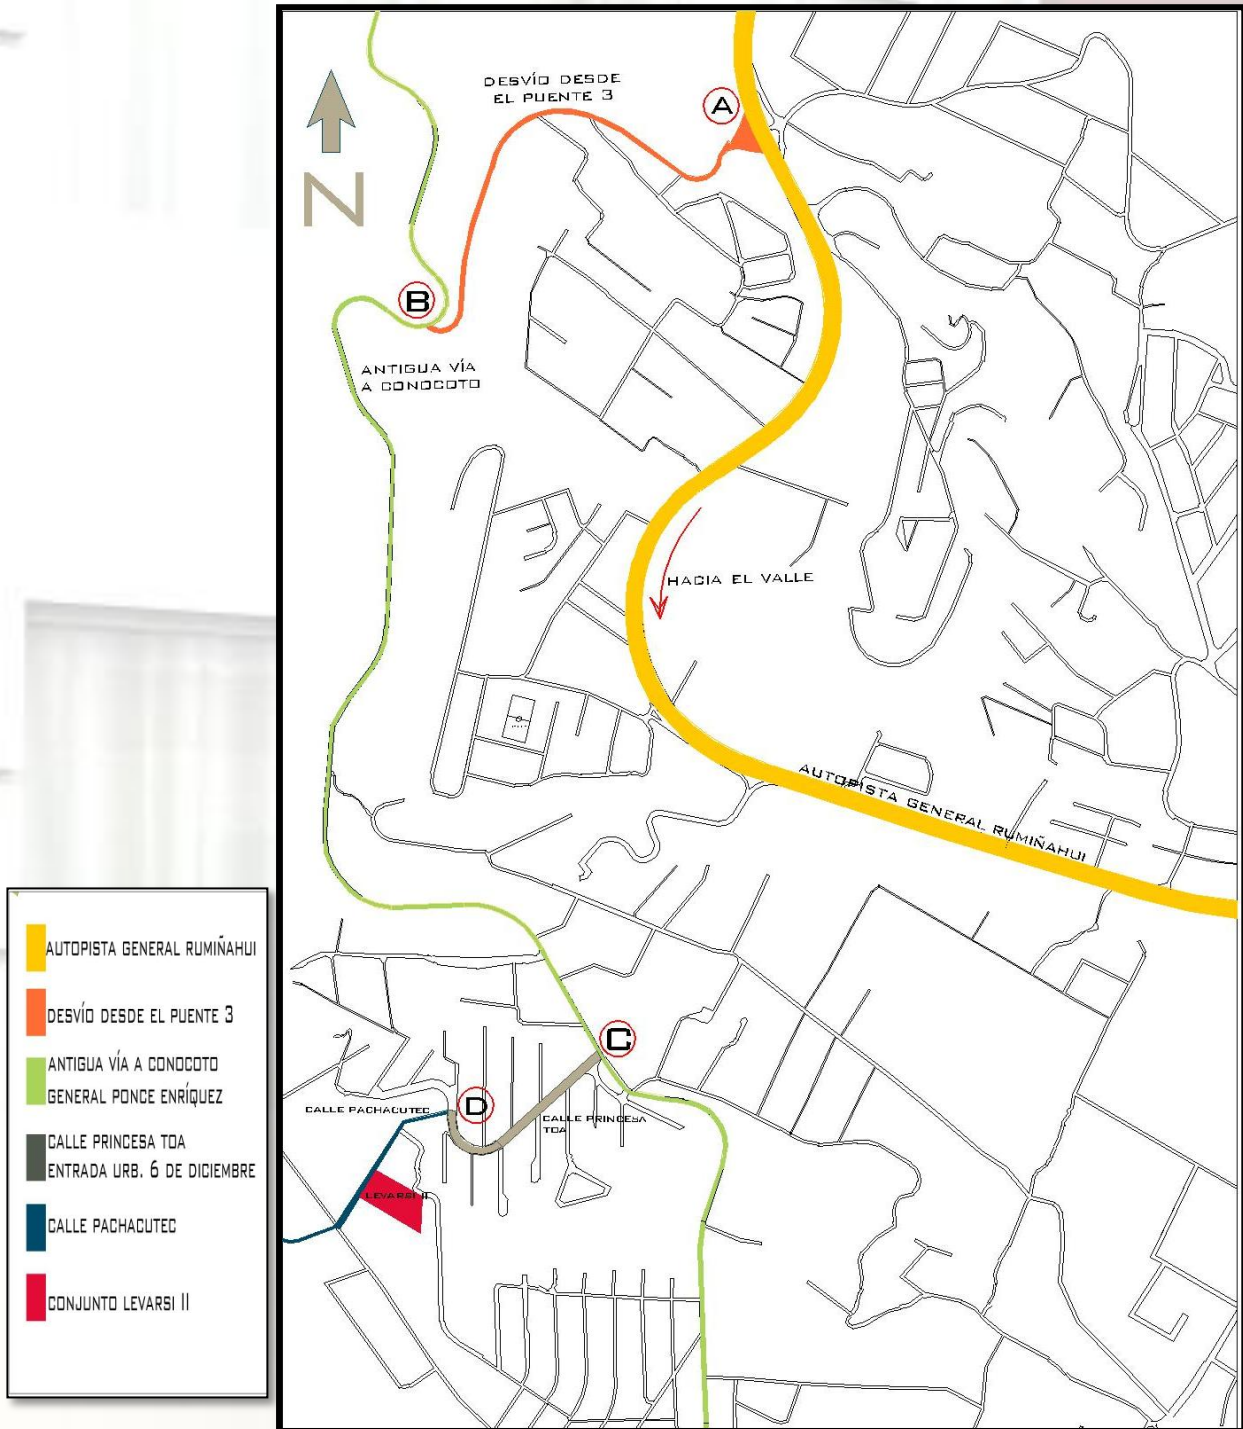 DESVÍO DESDE
EL PUENTE 3
A
N
B
ANTIGUA VÍA
A CONOCOTO
HACIA EL VALLE
AUTOPISTA GENERAL RUMIÑAHUI
C
D
CALLE PACHACUTEC
CALLE PRINCESA
TOA
LEVARSI II
AUTOPISTA GENERAL RUMIÑAHUI
DESVÍO DESDE EL PUENTE 3
ANTIGUA VÍA A CONOCOTO
GENERAL PONCE ENRÍQUEZ
CALLE PRINCESA TOA
ENTRADA URB. 6 DE DICIEMBRE
CALLE PACHACUTEC
CONJUNTO LEVARSI II